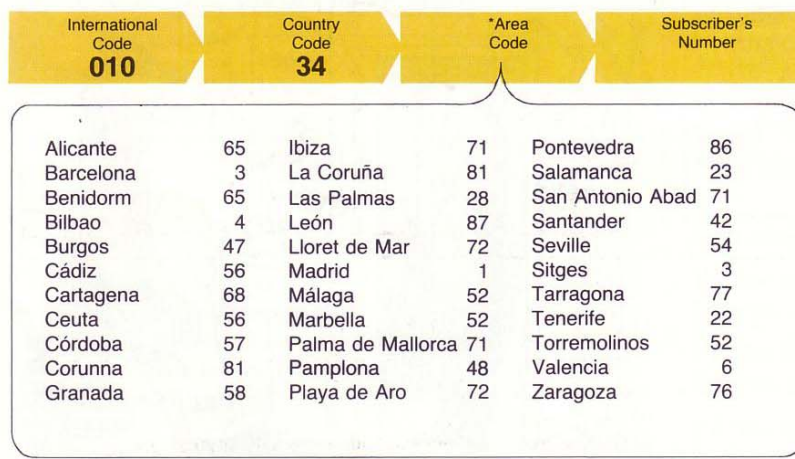 International Code 010
Country Code 34
*Area Code
Subscriber's Number
Alicante 65
Barcelona 3
Benidorm 65
Bilbao 4
Burgos 47
Cádiz 56
Cartagena 68
Ceuta 56
Córdoba 57
Corunna 81
Granada 58
Ibiza 71
La Coruña 81
Las Palmas 28
León 87
Lloret de Mar 72
Madrid 1
Málaga 52
Marbella 52
Palma de Mallorca 71
Pamplona 48
Playa de Aro 72
Pontevedra 86
Salamanca 23
San Antonio Abad 71
Santander 42
Seville 54
Sitges 3
Tarragona 77
Tenerife 22
Torremolinos 52
Valencia 6
Zaragoza 76